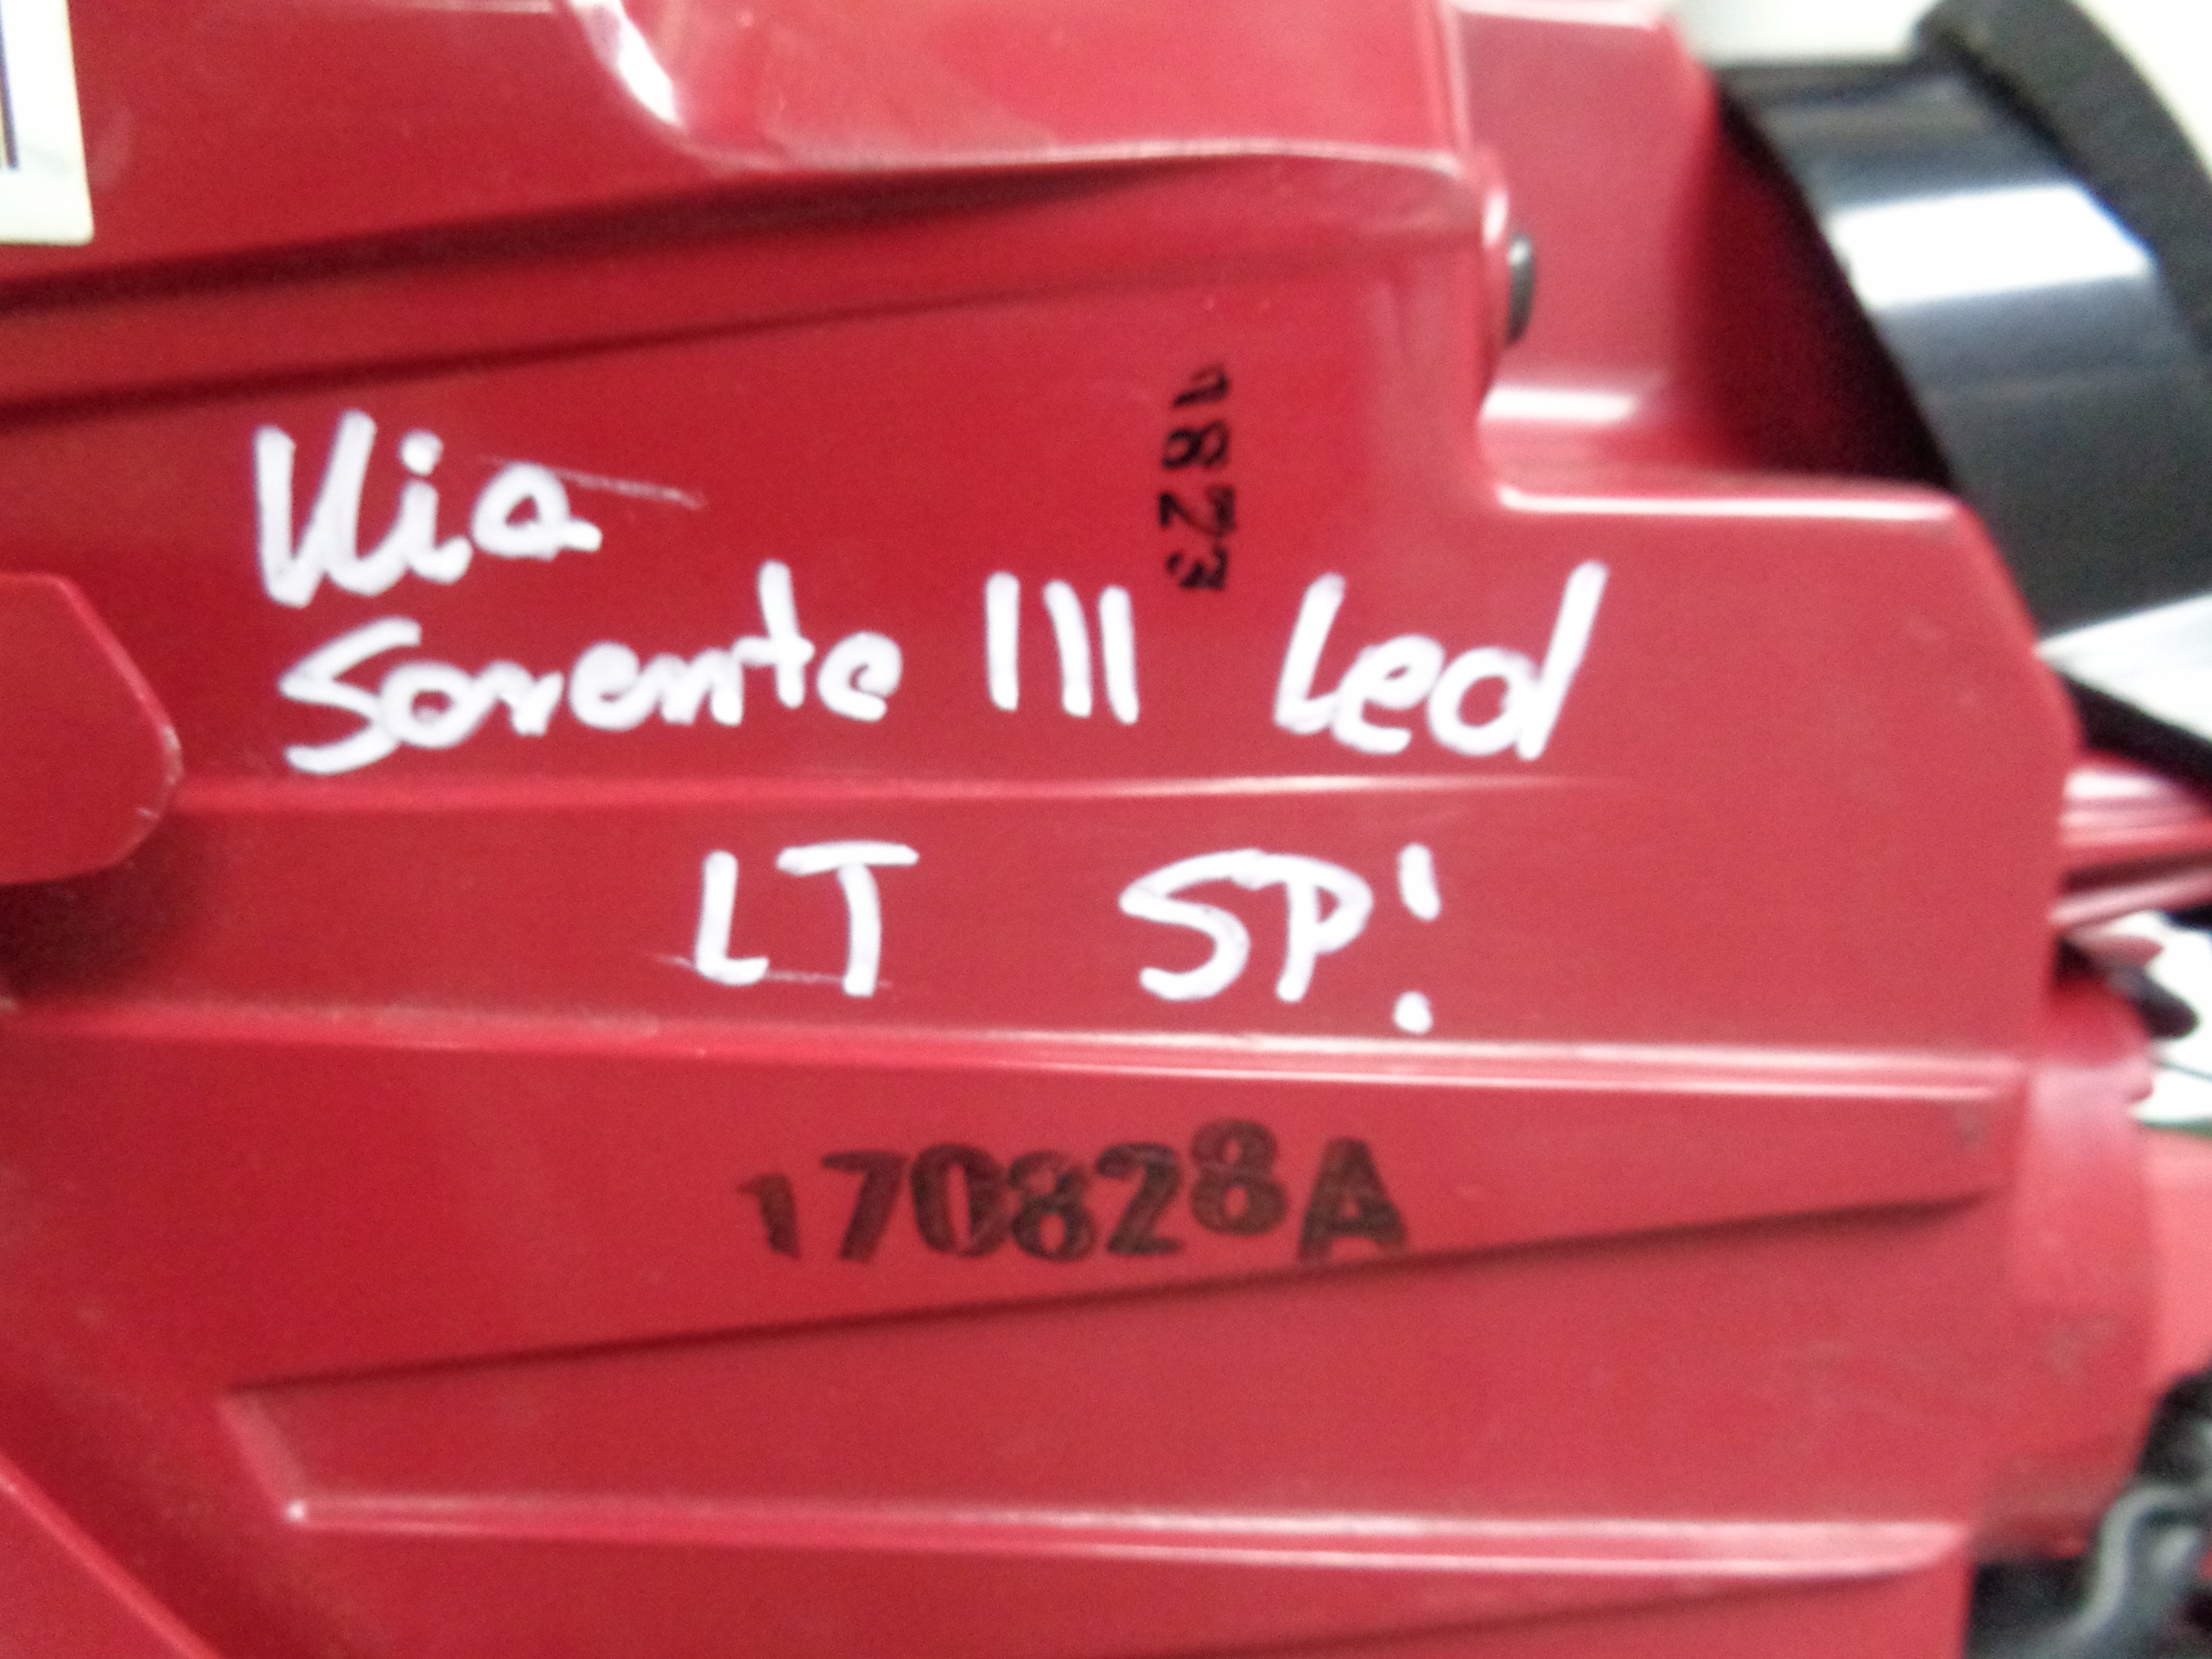 Kia
1823
Sorento III Led
LT SP!
170828A